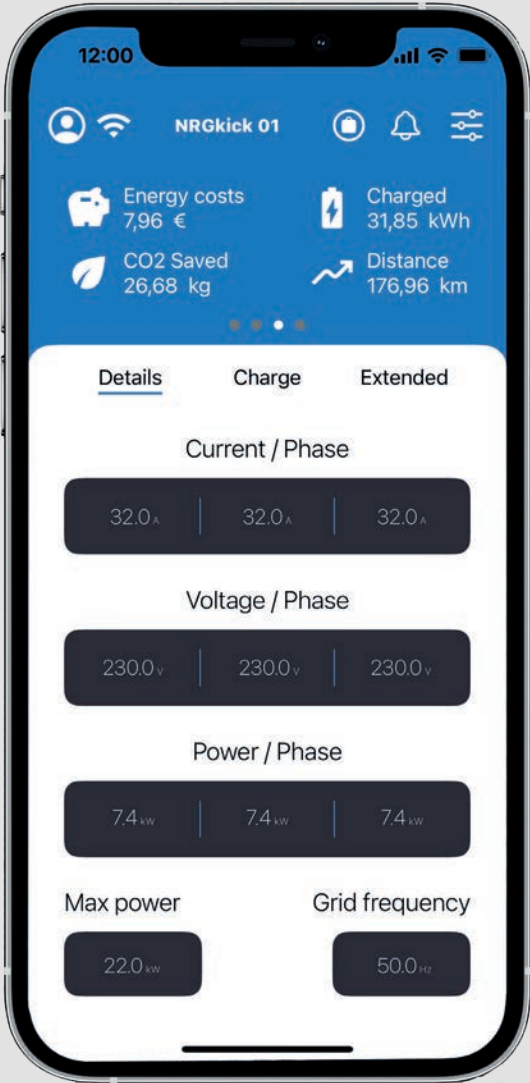 12:00
NRGkick 01
Energy costs
7,96 €
Charged
31,85 kWh
CO2 Saved
26,68 kg
Distance
176,96 km
Details Charge Extended
Current / Phase
32.0 A 32.0 A 32.0 A
Voltage / Phase
230.0 V 230.0 V 230.0 V
Power / Phase
7.4 kW 7.4 kW 7.4 kW
Max power Grid frequency
22.0 kW 50.0 Hz